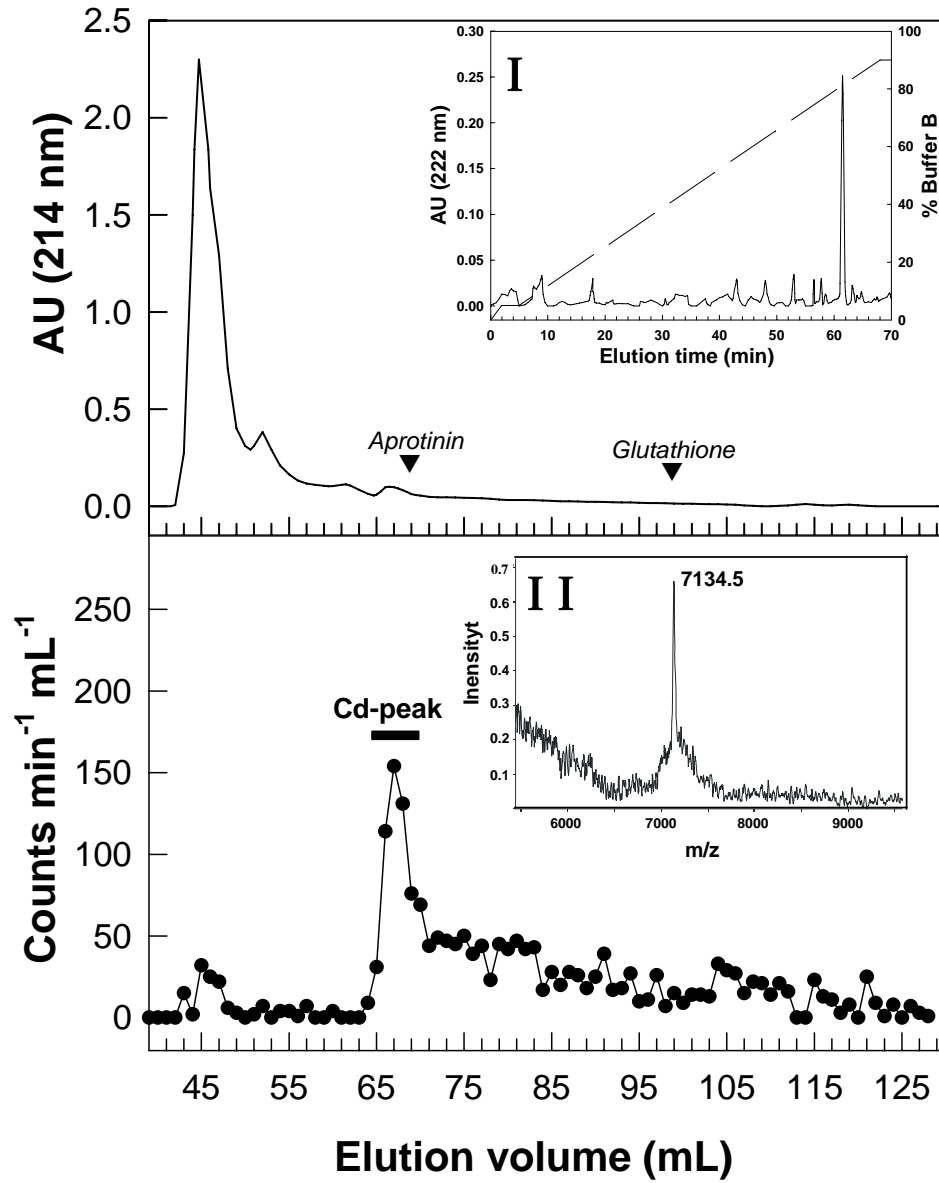 2.5
2.0
1.5
1.0
0.5
0.0
AU (214 nm)
Aprotinin
Glutathione
I
0.30
0.25
0.20
0.15
0.10
0.05
0.00
AU (222 nm)
100
80
60
40
20
0
% Buffer B
0 10 20 30 40 50 60 70
Elution time (min)
250
200
150
100
50
0
Counts min-1 mL-1
Cd-peak
I I
7134.5
0.7
0.6
0.5
0.4
0.3
0.2
0.1
Inensityt
6000 7000 8000 9000
m/z
45 55 65 75 85 95 105 115 125
Elution volume (mL)